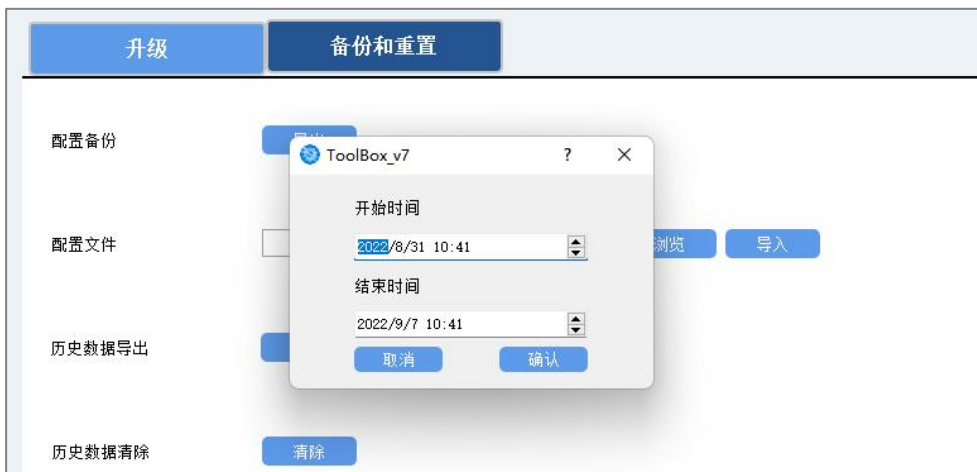 升级
备份和重置
配置备份
ToolBox_v7
?
开始时间
2022/8/31 10:41
配置文件
浏览
导入
结束时间
2022/9/7 10:41
历史数据导出
取消
确认
历史数据清除
清除